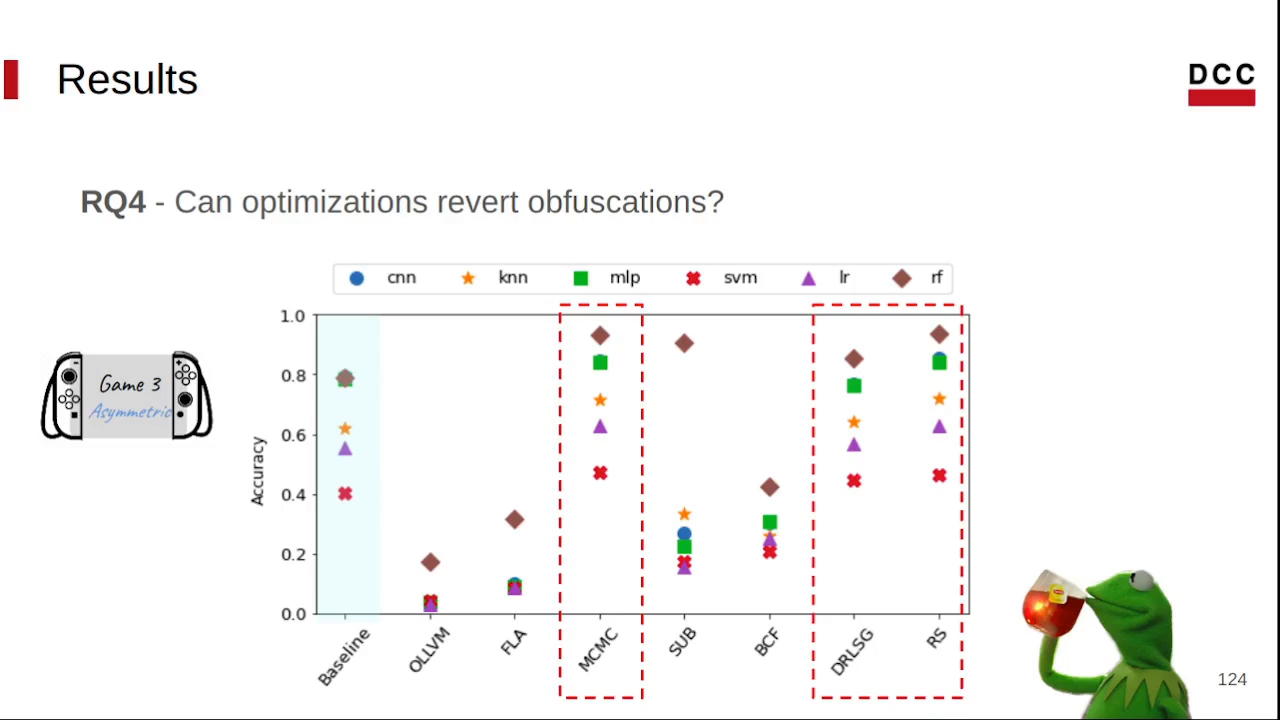 Results
DCC
RQ4 - Can optimizations revert obfuscations?
cnn knn mlp svm lr rf
Game 3
Asymmetric
Accuracy
1.0
0.8
0.6
0.4
0.2
0.0
Baseline OLLVM FLA MCMC SUB BCF DRLSG RS
124